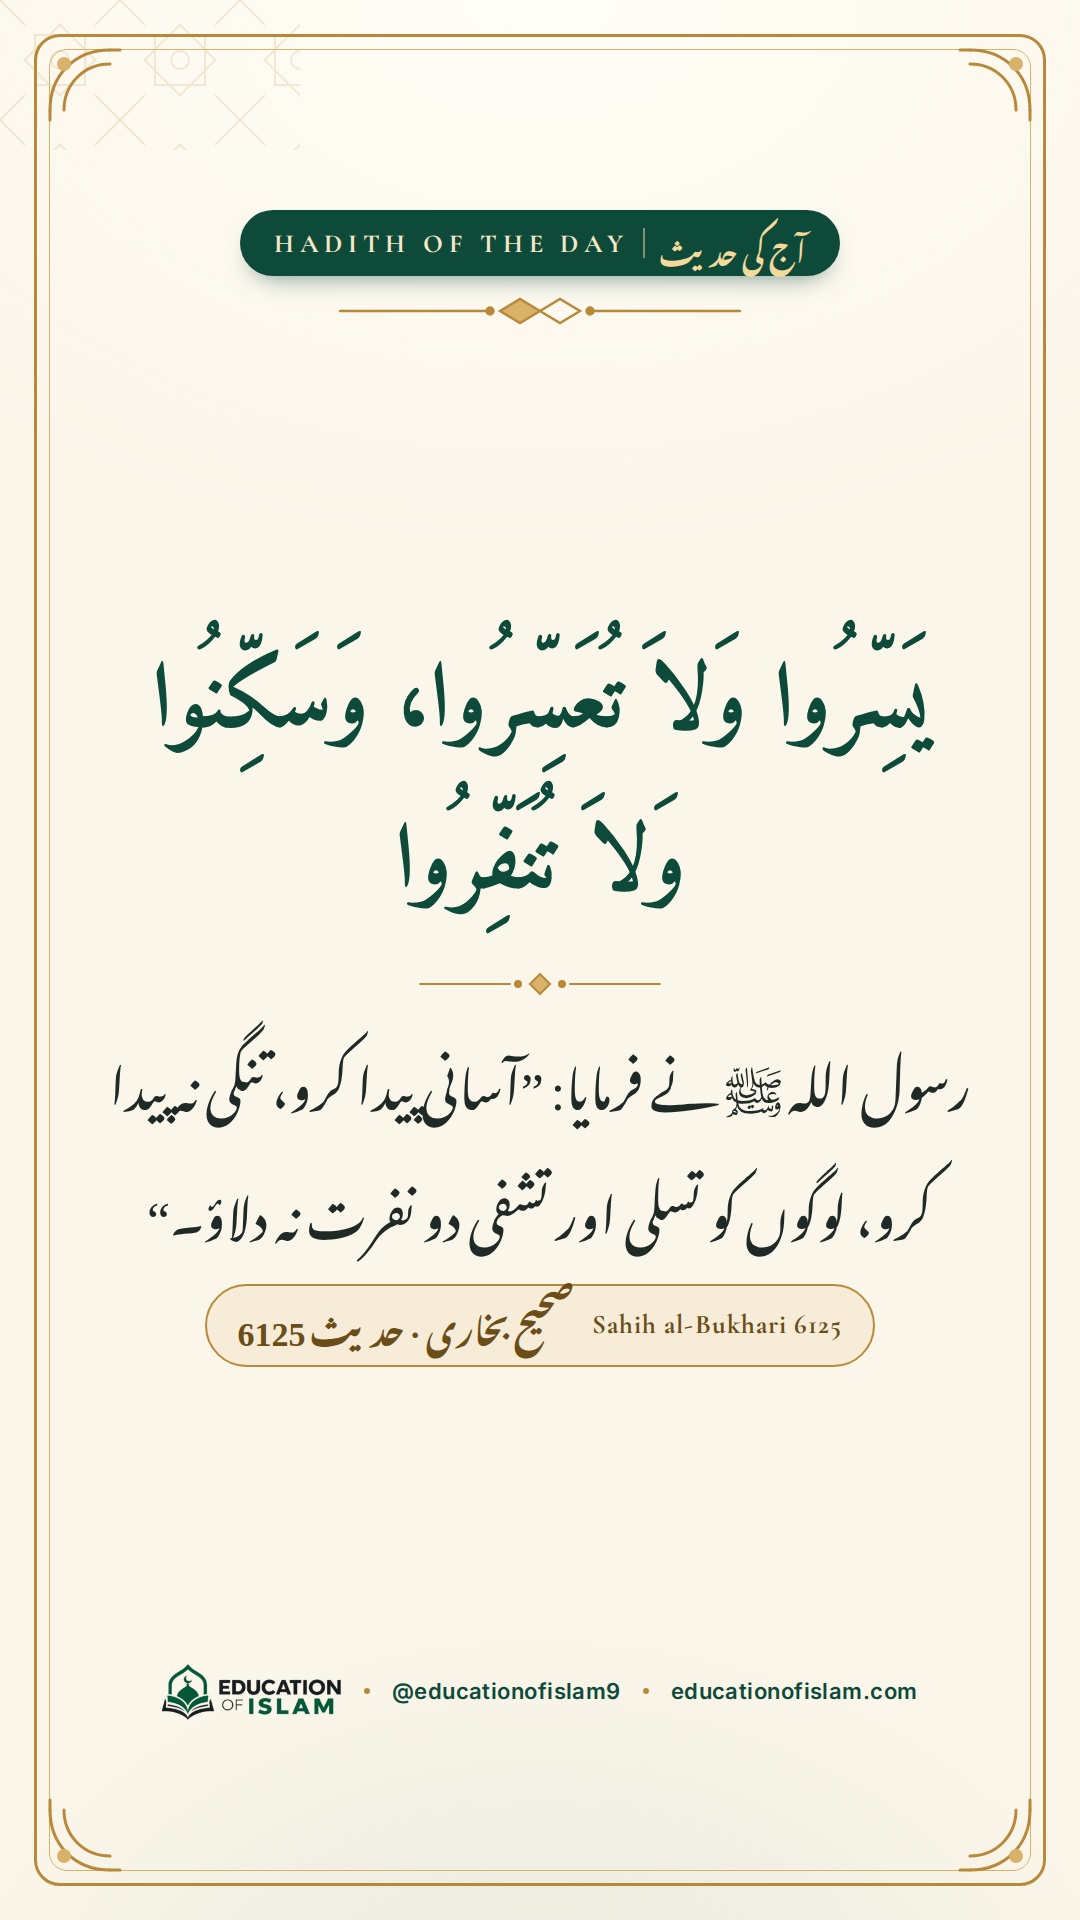 HADITH OF THE DAY | آج کی حدیث
يَسِّرُوا وَلاَ تُعَسِّرُوا، وَسَكِّنُوا
وَلاَ تُنَفِّرُوا
رسول اللہ ﷺ نے فرمایا: ”آسانی پیدا کرو، تنگی نہ پیدا
کرو، لوگوں کو تسلی اور تشفی دو نفرت نہ دلاؤ۔“
صحیح بخاری · حدیث 6125 Sahih al-Bukhari 6125
EDUCATION OF ISLAM • @educationofislam9 • educationofislam.com